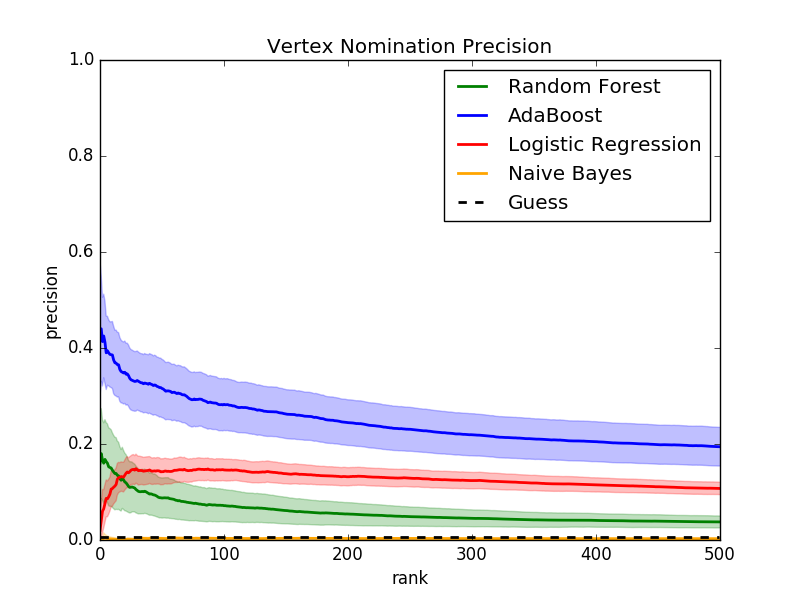 Vertex Nomination Precision
1.0
0.8
0.6
0.4
0.2
0.0
precision
Random Forest
AdaBoost
Logistic Regression
Naive Bayes
Guess
0 100 200 300 400 500
rank